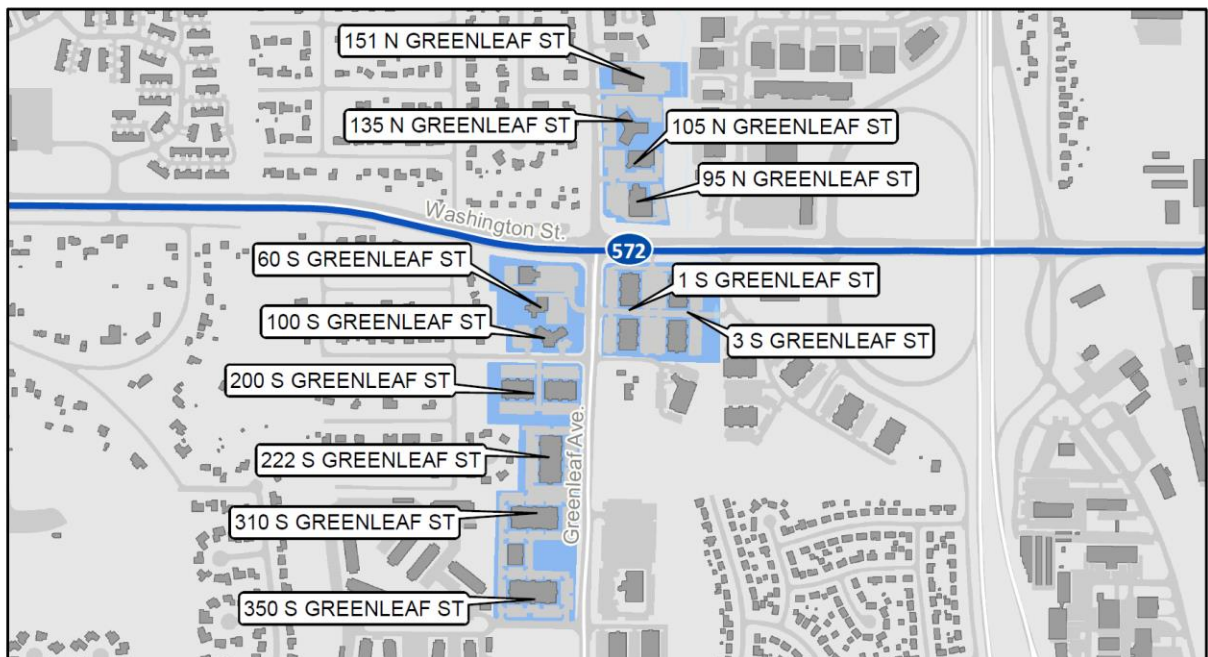 151 N GREENLEAF ST
135 N GREENLEAF ST
105 N GREENLEAF ST
95 N GREENLEAF ST
Washington St.
572
60 S GREENLEAF ST
1 S GREENLEAF ST
100 S GREENLEAF ST
3 S GREENLEAF ST
200 S GREENLEAF ST
Greenleaf Ave.
222 S GREENLEAF ST
310 S GREENLEAF ST
350 S GREENLEAF ST